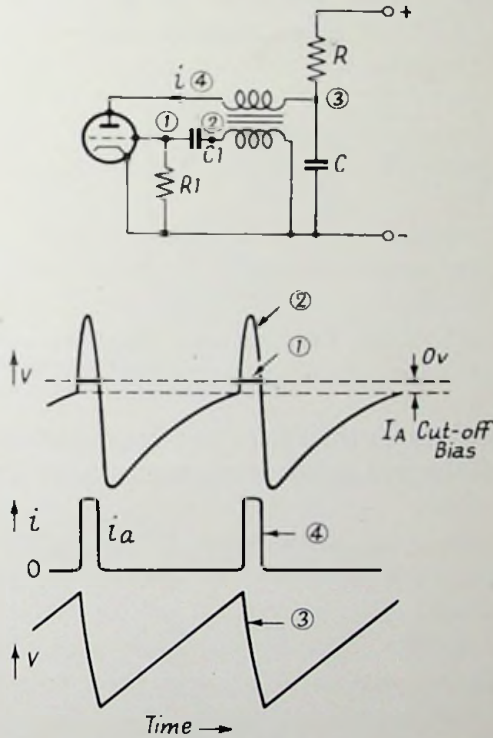 +
R
i ④
③
①
②
C1
C
R1
-
②
①
↑ v
0v
IA Cut-off
Bias
↑ i
ia
④
0
③
↑ v
Time →